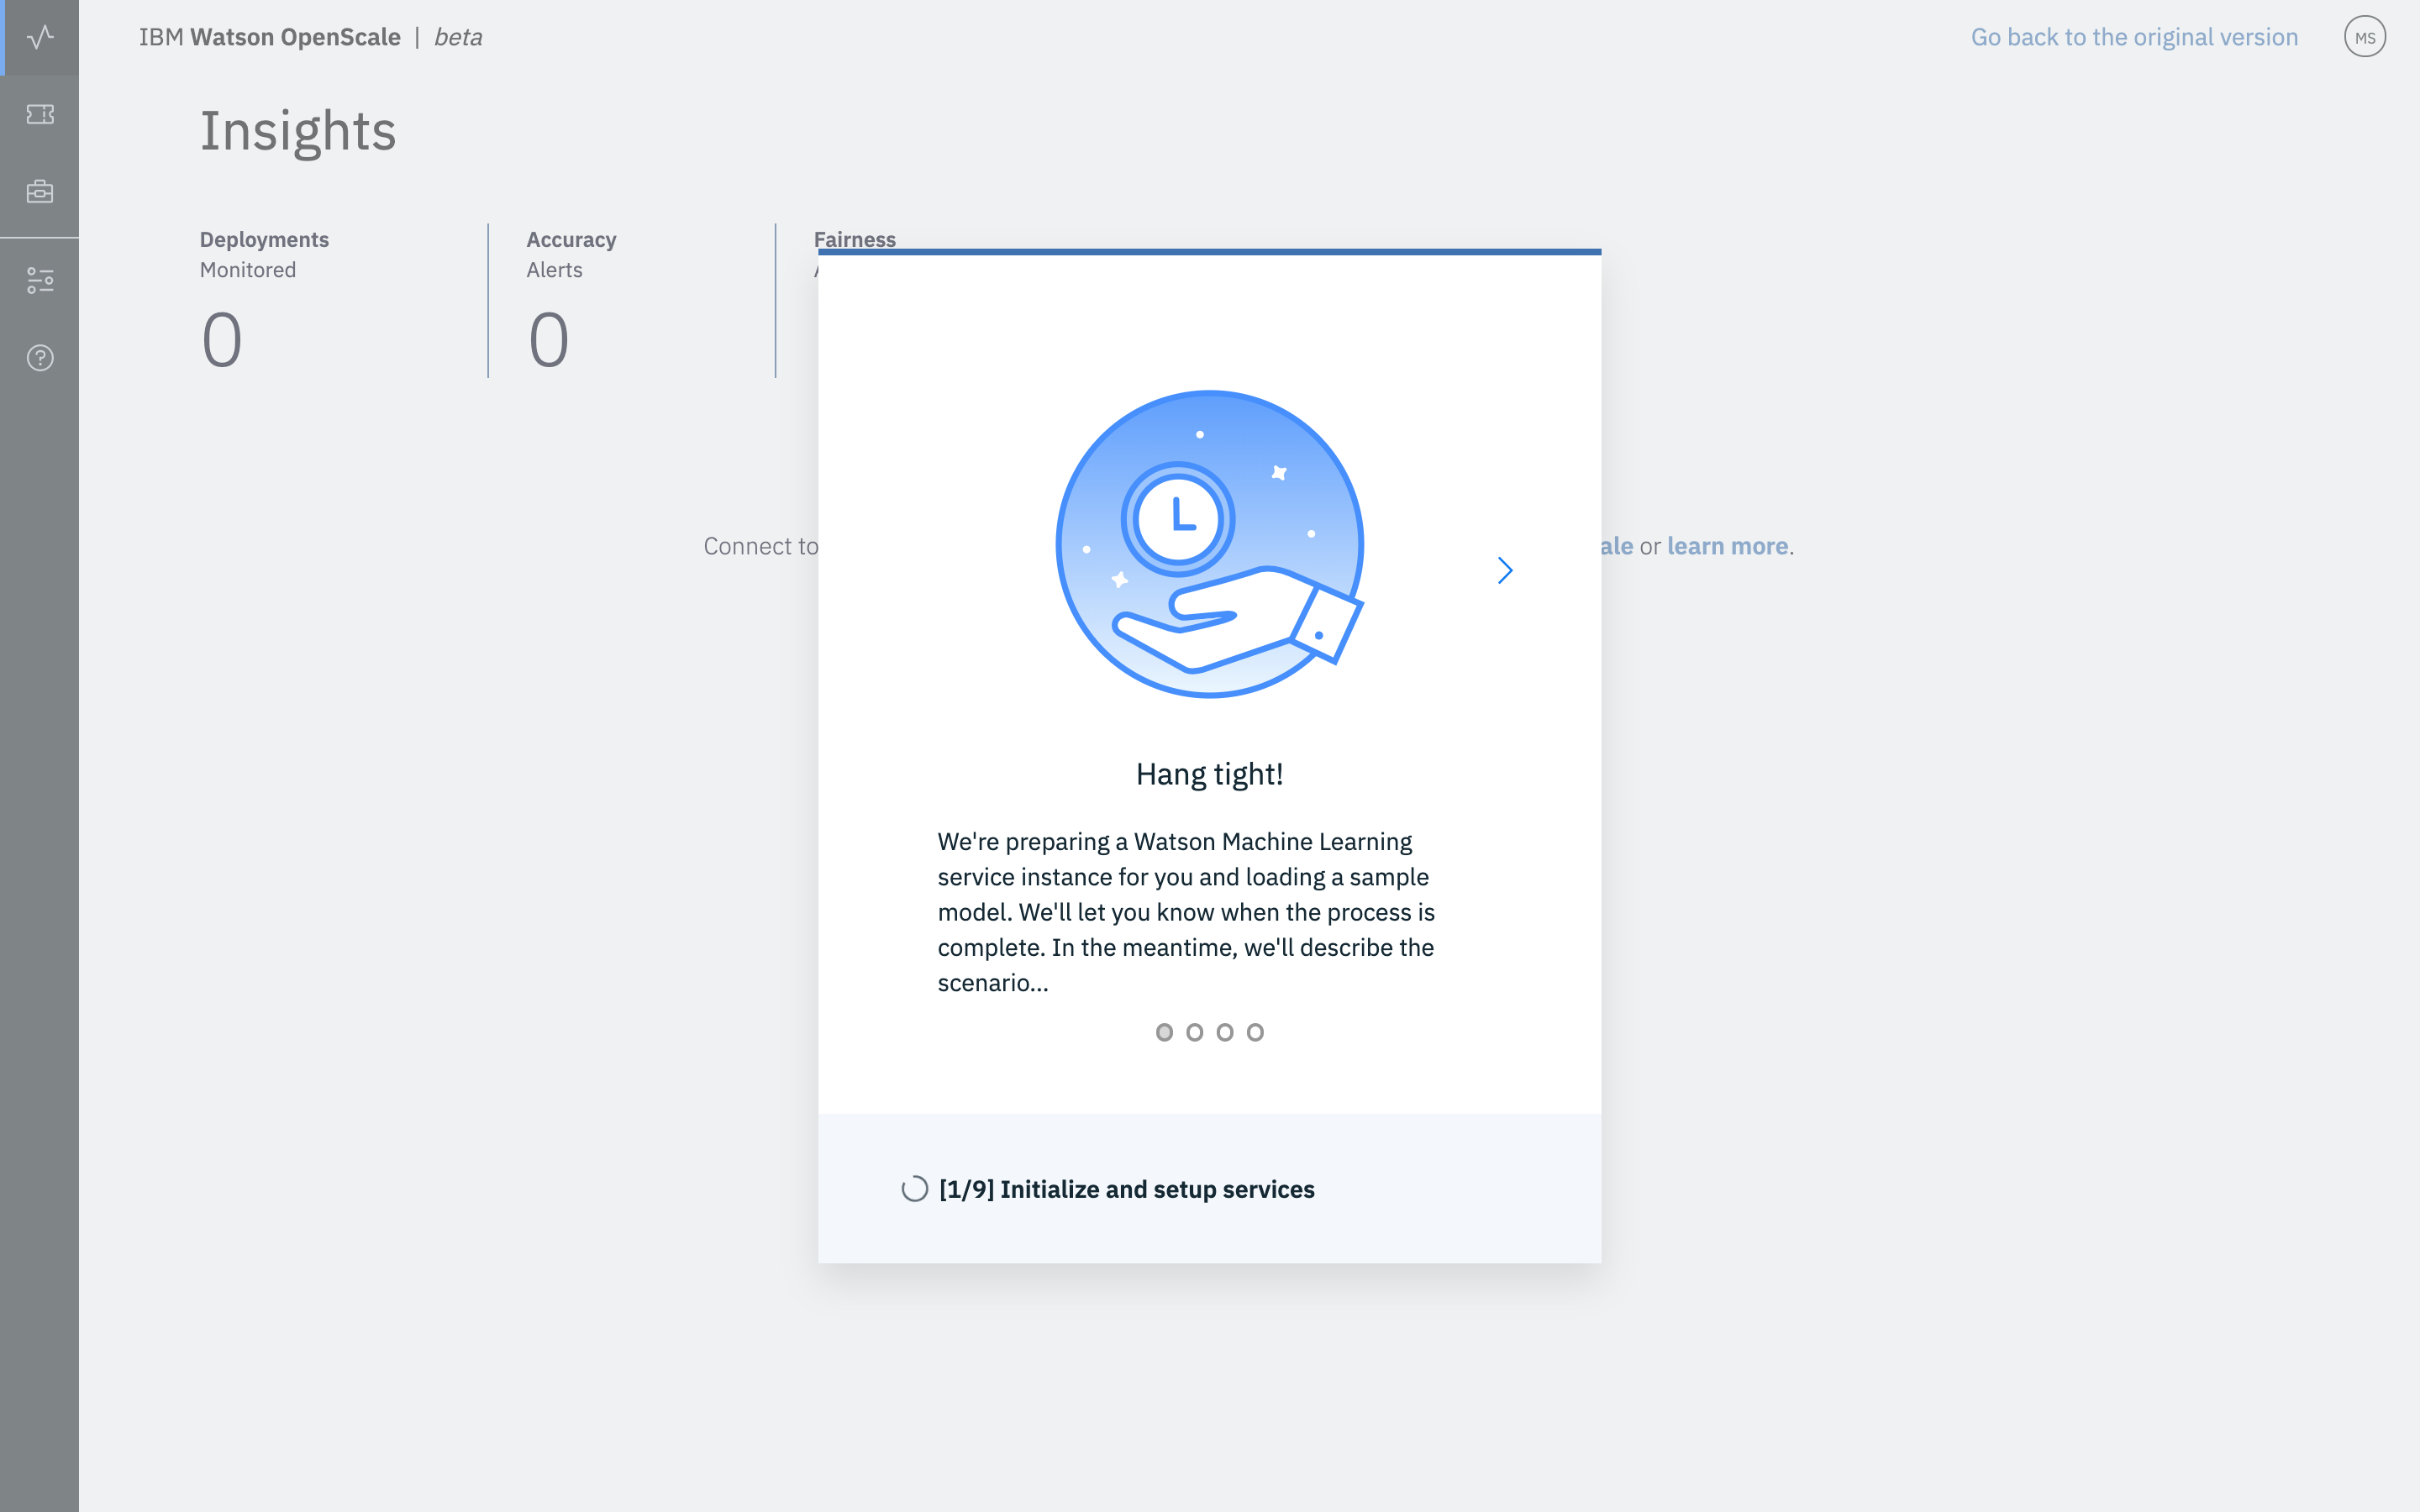 IBM Watson OpenScale | beta
Go back to the original version
MS
Insights
Deployments
Monitored
0
Accuracy
Alerts
0
Fairness
Connect to
or learn more.
Hang tight!
We're preparing a Watson Machine Learning
service instance for you and loading a sample
model. We'll let you know when the process is
complete. In the meantime, we'll describe the
scenario...
[1/9] Initialize and setup services